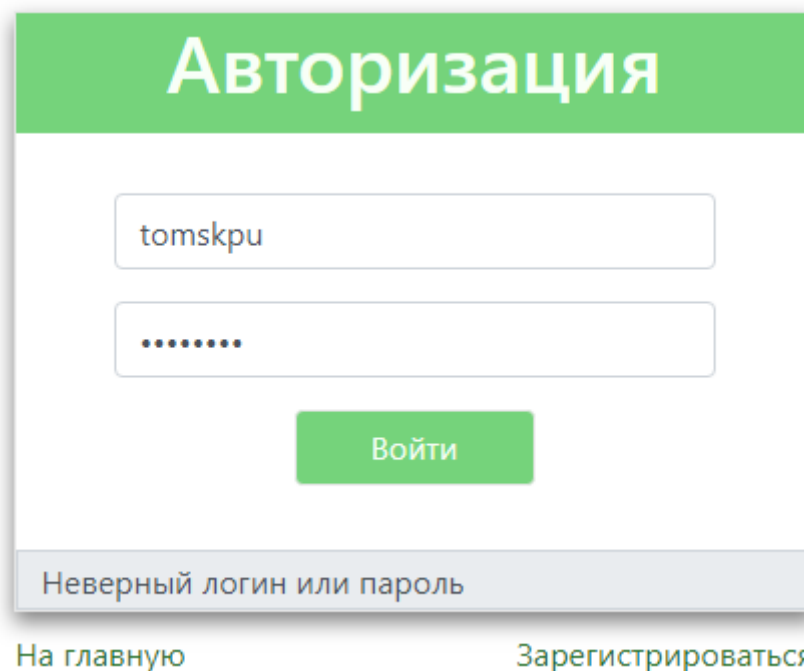 Авторизация
tomskpu
••••••••
Войти
Неверный логин или пароль
На главную
Зарегистрироваться